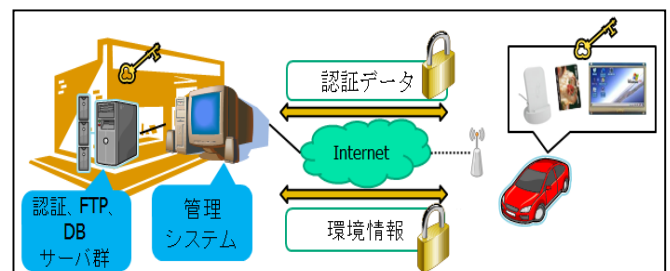 認証データ
Internet
認証、FTP、
DB
サーバ群
管理
システム
環境情報